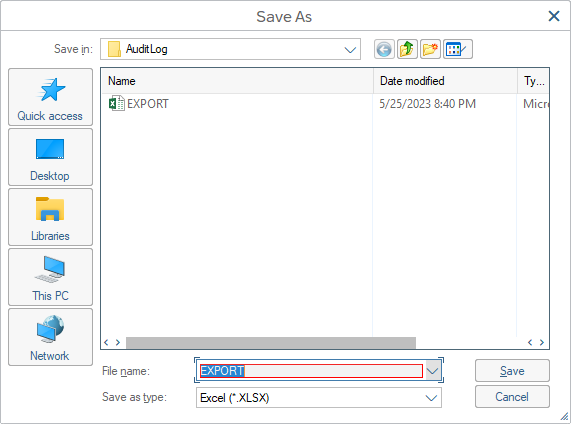 Save As
Save in: AuditLog
Quick access
Desktop
Libraries
This PC
Network
Name Date modified Ty...
EXPORT 5/25/2023 8:40 PM Micro
File name: EXPORT Save
Save as type: Excel (*.XLSX) Cancel